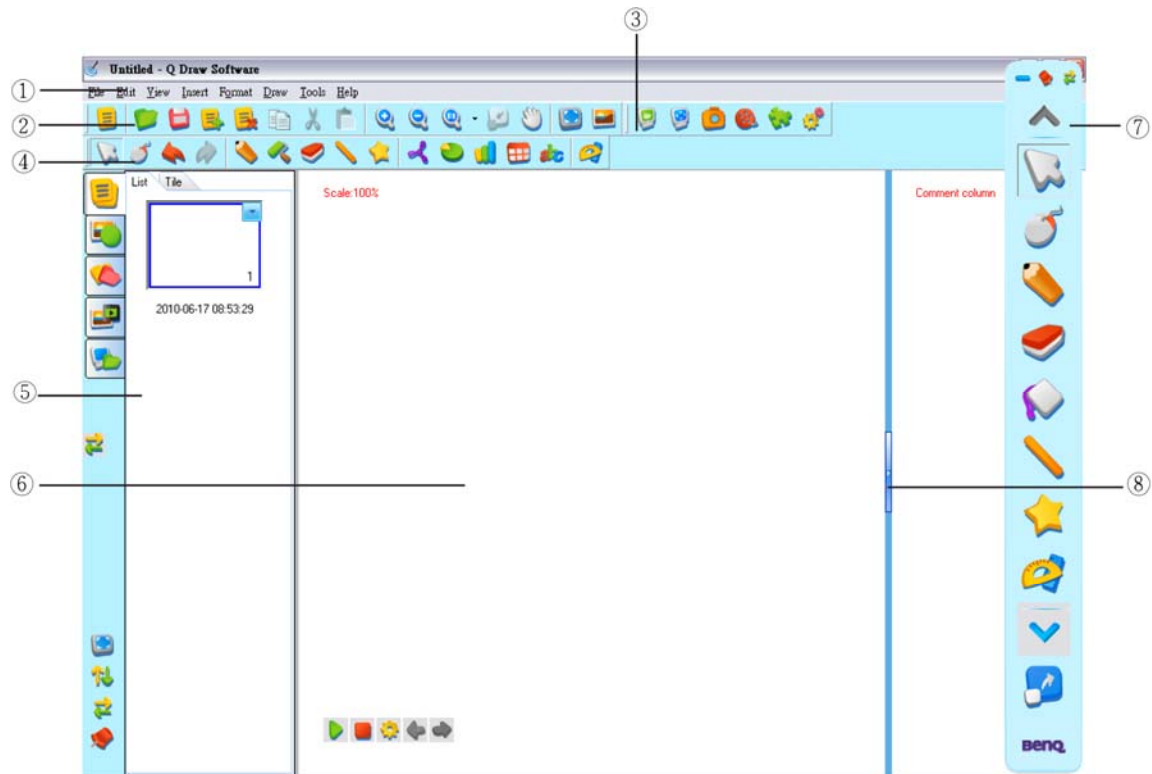 ③
Untitled - Q Draw Software
①
File Edit View Insert Format Draw Tools Help
②
⑦
④
abc
List Tile
Scale:100%
Comment column
1
2010-06-17 08:53:29
⑤
⑥
⑧
BenQ